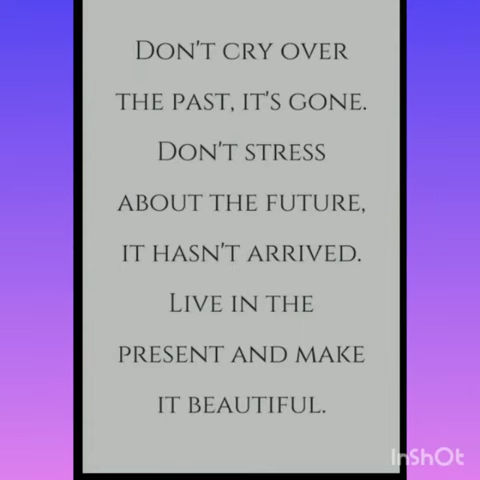 Don't cry over
the past, it's gone.
Don't stress
about the future,
it hasn't arrived.
Live in the
present and make
it beautiful.
InShOt